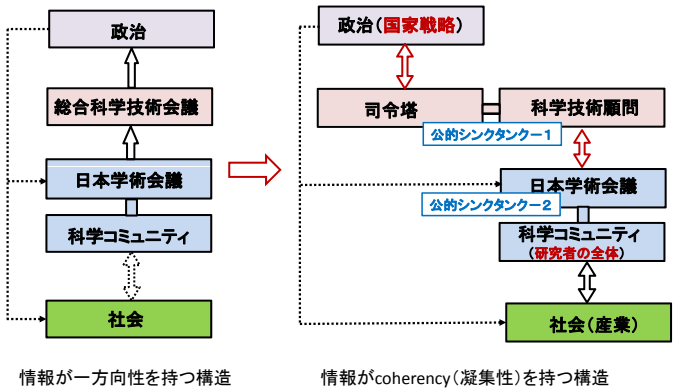 政治
総合科学技術会議
日本学術会議
科学コミュニティ
社会
情報が一方向性を持つ構造
政治(国家戦略)
司令塔
科学技術顧問
公的シンクタンクー1
日本学術会議
公的シンクタンクー2
科学コミュニティ
(研究者の全体)
社会(産業)
情報がcoherency(凝集性)を持つ構造